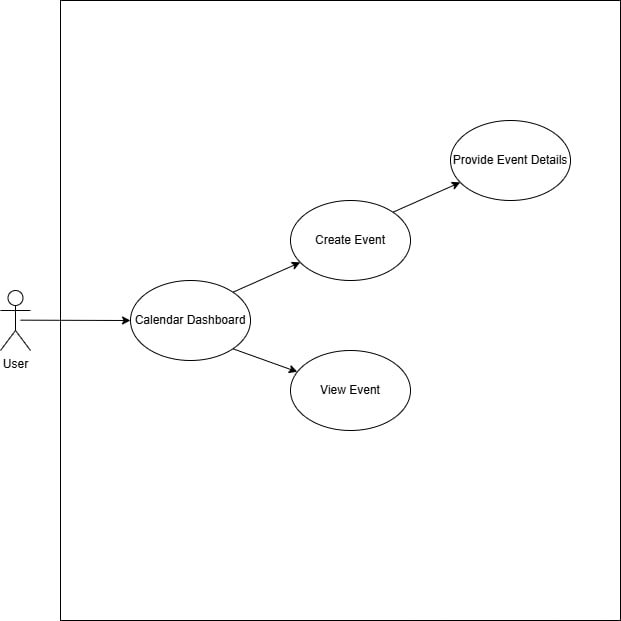 Provide Event Details
Create Event
Calendar Dashboard
User
View Event